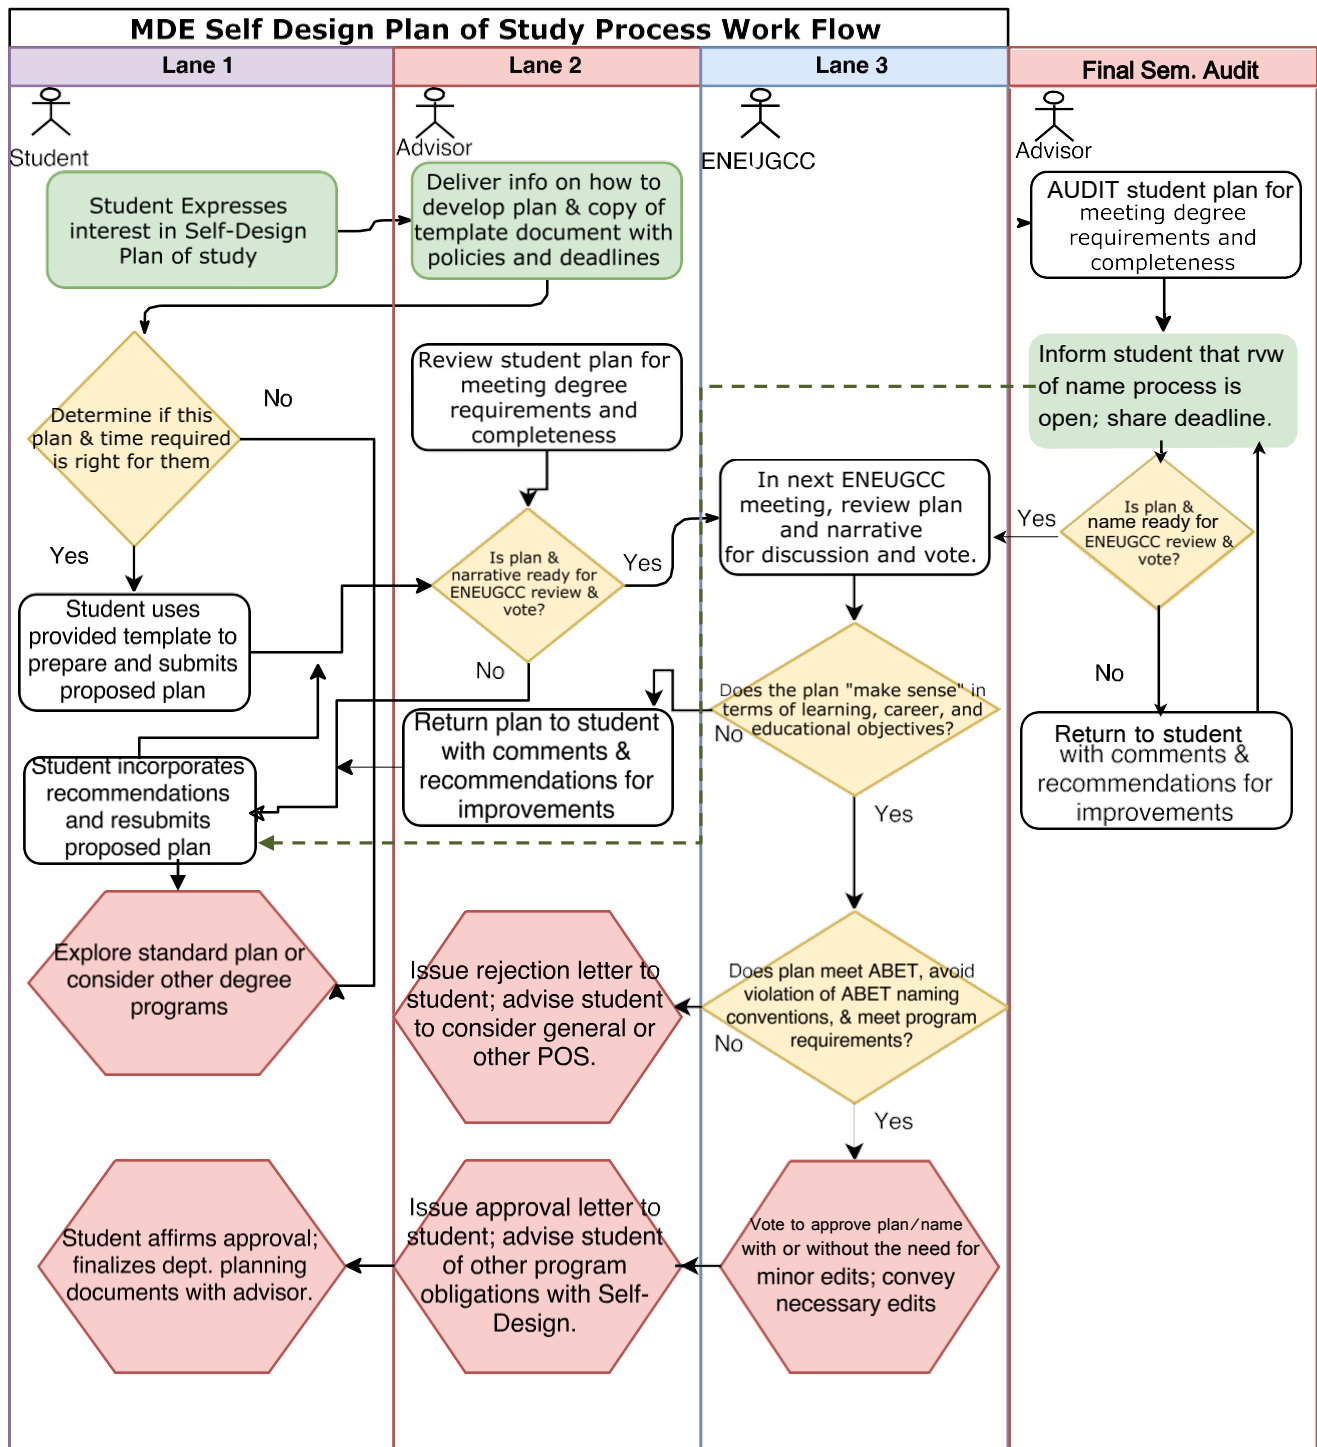 MDE Self Design Plan of Study Process Work Flow
Lane 1
Lane 2
Lane 3
Final Sem. Audit
Student
Advisor
ENEUGCC
Advisor
Student Expresses
interest in Self-Design
Plan of study
Deliver info on how to
develop plan & copy of
template document with
policies and deadlines
AUDIT student plan for
meeting degree
requirements and
completeness
Determine if this
plan & time required
is right for them
No
Yes
Review student plan for
meeting degree
requirements and
completeness
Inform student that rvw
of name process is
open; share deadline.
In next ENEUGCC
meeting, review plan
and narrative
for discussion and vote.
Is plan &
name ready for
ENEUGCC review &
vote?
Yes
No
Is plan &
narrative ready for
ENEUGCC review &
vote?
Yes
No
Student uses
provided template to
prepare and submits
proposed plan
Does the plan "make sense" in
terms of learning, career, and
educational objectives?
No
Yes
Return plan to student
with comments &
recommendations for
improvements
Return to student
with comments &
recommendations for
improvements
Student incorporates
recommendations
and resubmits
proposed plan
Explore standard plan or
consider other degree
programs
Issue rejection letter to
student; advise student
to consider general or
other POS.
Does plan meet ABET, avoid
violation of ABET naming
conventions, & meet program
requirements?
No
Yes
Student affirms approval;
finalizes dept. planning
documents with advisor.
Issue approval letter to
student; advise student
of other program
obligations with Self-
Design.
Vote to approve plan/name
with or without the need for
minor edits; convey
necessary edits